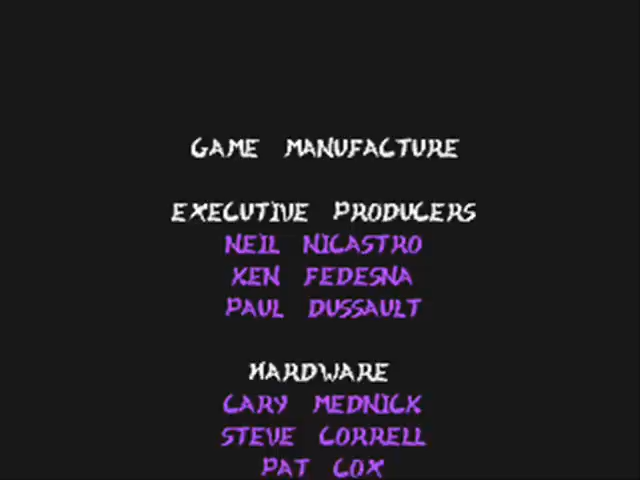 GAME MANUFACTURE
EXECUTIVE PRODUCERS
NEIL NICASTRO
KEN FEDESNA
PAUL DUSSAULT
HARDWARE
CARY MEDNICK
STEVE CORRELL
PAT COX